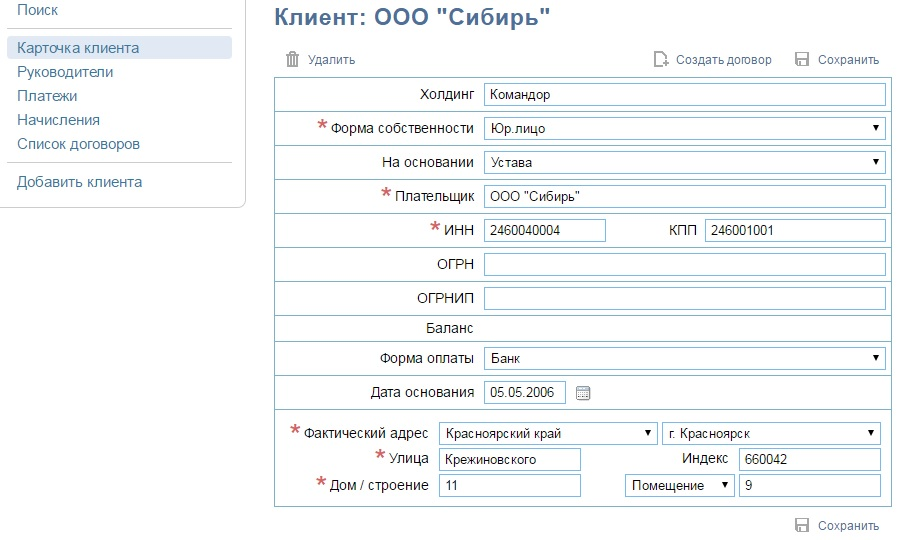 Поиск
Карточка клиента
Руководители
Платежи
Начисления
Список договоров
Добавить клиента
Клиент: ООО "Сибирь"
Удалить Создать договор Сохранить
Холдинг Командор
* Форма собственности Юр.лицо
На основании Устава
* Плательщик ООО "Сибирь"
* ИНН 2460040004 КПП 246001001
ОГРН
ОГРНИП
Баланс
Форма оплаты Банк
Дата основания 05.05.2006
* Фактический адрес Красноярский край г. Красноярск
* Улица Крежиновского Индекс 660042
* Дом / строение 11 Помещение 9
Сохранить